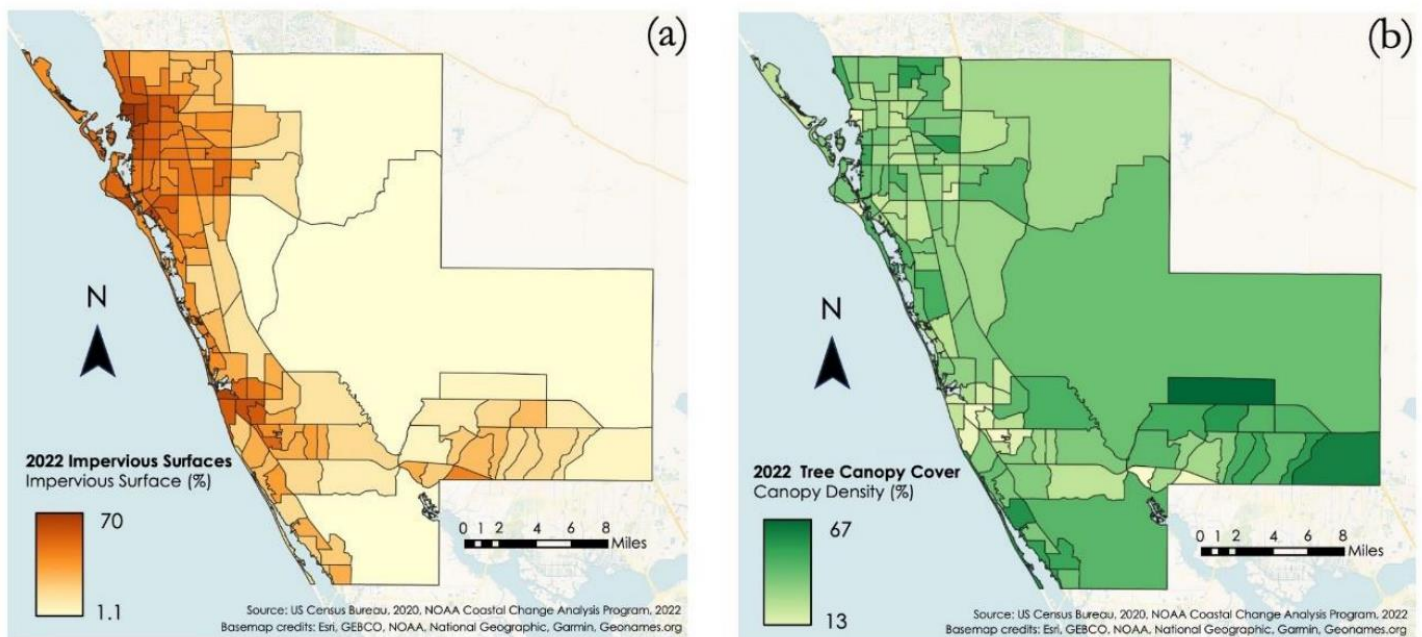 (a)
N
2022 Impervious Surfaces
Impervious Surface (%)
70
1.1
0 1 2 4 6 8
Miles
Source: US Census Bureau, 2020, NOAA Coastal Change Analysis Program, 2022
Basemap credits: Esri, GEBCO, NOAA, National Geographic, Garmin, Geonames.org
(b)
N
2022 Tree Canopy Cover
Canopy Density (%)
67
13
0 1 2 4 6 8
Miles
Source: US Census Bureau, 2020, NOAA Coastal Change Analysis Program, 2022
Basemap credits: Esri, GEBCO, NOAA, National Geographic, Garmin, Geonames.org